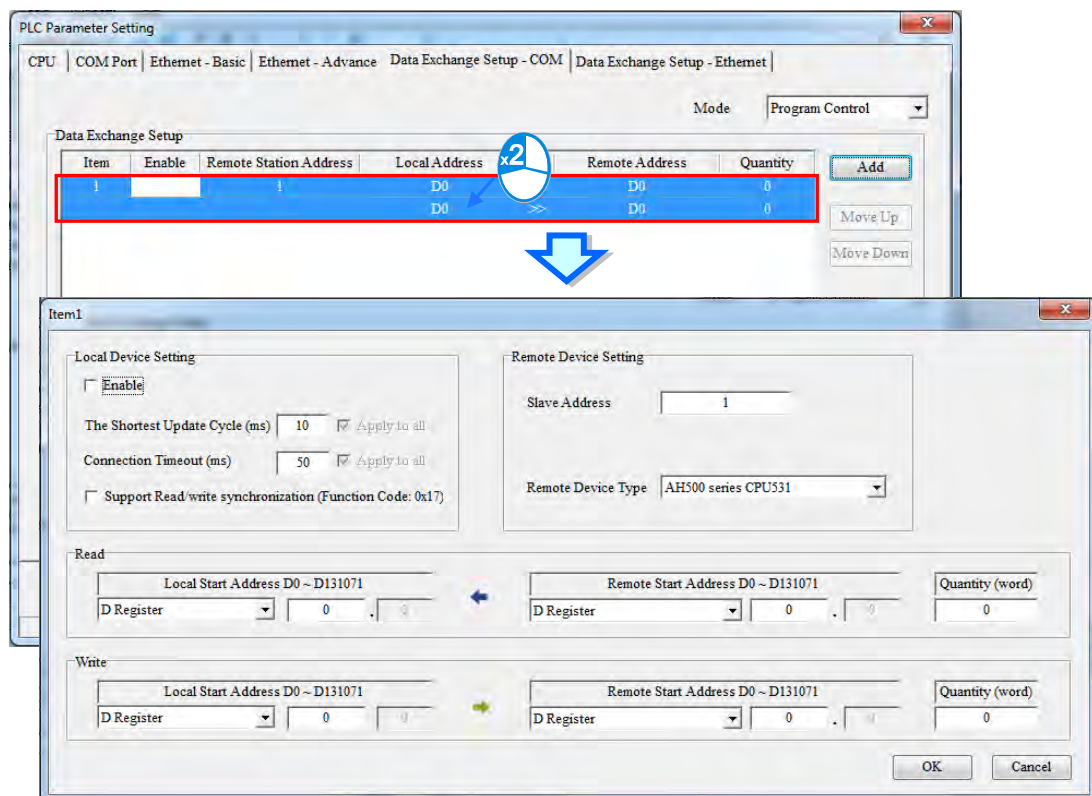 PLC Parameter Setting
CPU COM Port Ethernet - Basic Ethernet - Advance Data Exchange Setup - COM Data Exchange Setup - Ethernet
Mode Program Control
Data Exchange Setup
Item Enable Remote Station Address Local Address Remote Address Quantity
Add
x2
1 1 D0 D0 0
D0 >> D0 0
Move Up
Move Down
Item1
Local Device Setting
Enable
The Shortest Update Cycle (ms) 10 Apply to all
Connection Timeout (ms) 50 Apply to all
Support Read/write synchronization (Function Code: 0x17)
Remote Device Setting
Slave Address 1
Remote Device Type AH500 series CPU531
Read
Local Start Address D0 ~ D131071 Remote Start Address D0 ~ D131071 Quantity (word)
D Register 0 . 0 D Register 0 . 0 0
Write
Local Start Address D0 ~ D131071 Remote Start Address D0 ~ D131071 Quantity (word)
D Register 0 0 D Register 0 . 0 0
OK Cancel